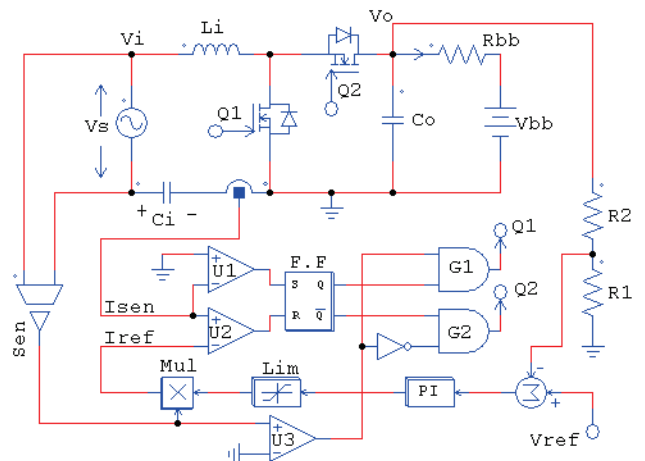 Vi
Li
Vo
Rbb
Vs
Q1
Q2
Co
Vbb
+ Ci -
R2
R1
Q1
Q2
F.F
+
-
U1
S Q
R Q̅
G1
Isen
+
-
U2
G2
Iref
Sen
Mul
Lim
PI
Σ
-
+
+
-
U3
Vref